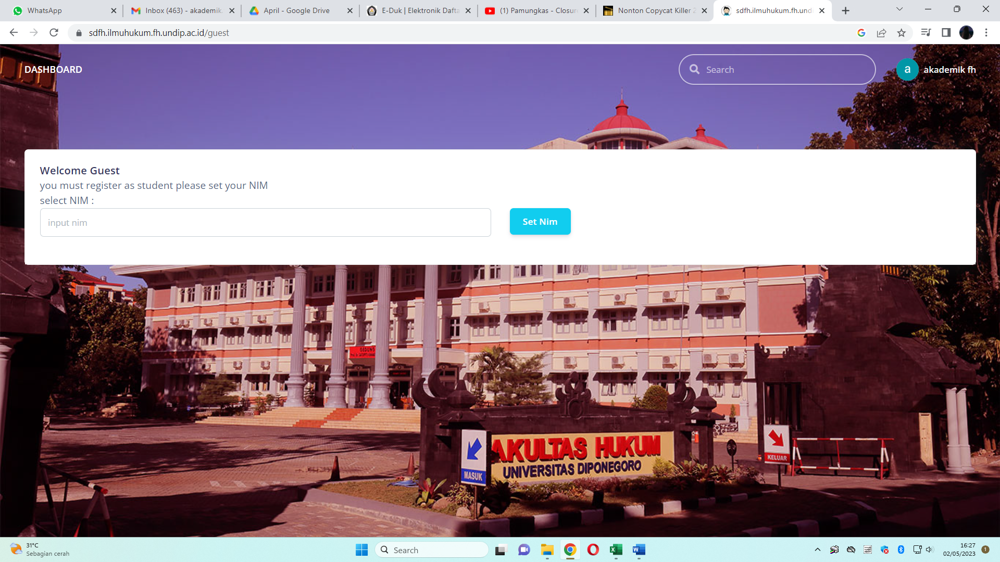 WhatsApp
Inbox (463) - akademik.
April - Google Drive
E-Duk | Elektronik Dafta
(1) Pamungkas - Closure
Nonton Copycat Killer 2
sdfh.ilmuhukum.fh.undi
sdfh.ilmuhukum.fh.undip.ac.id/guest
DASHBOARD
Search
a
akademik fh
Welcome Guest
you must register as student please set your NIM
select NIM :
input nim
Set Nim
GEDUNG
AKULTAS HUKUM
UNIVERSITAS DIPONEGORO
MASUK
KELUAR
31°C
Sebagian cerah
Search
16:27
02/05/2023
1